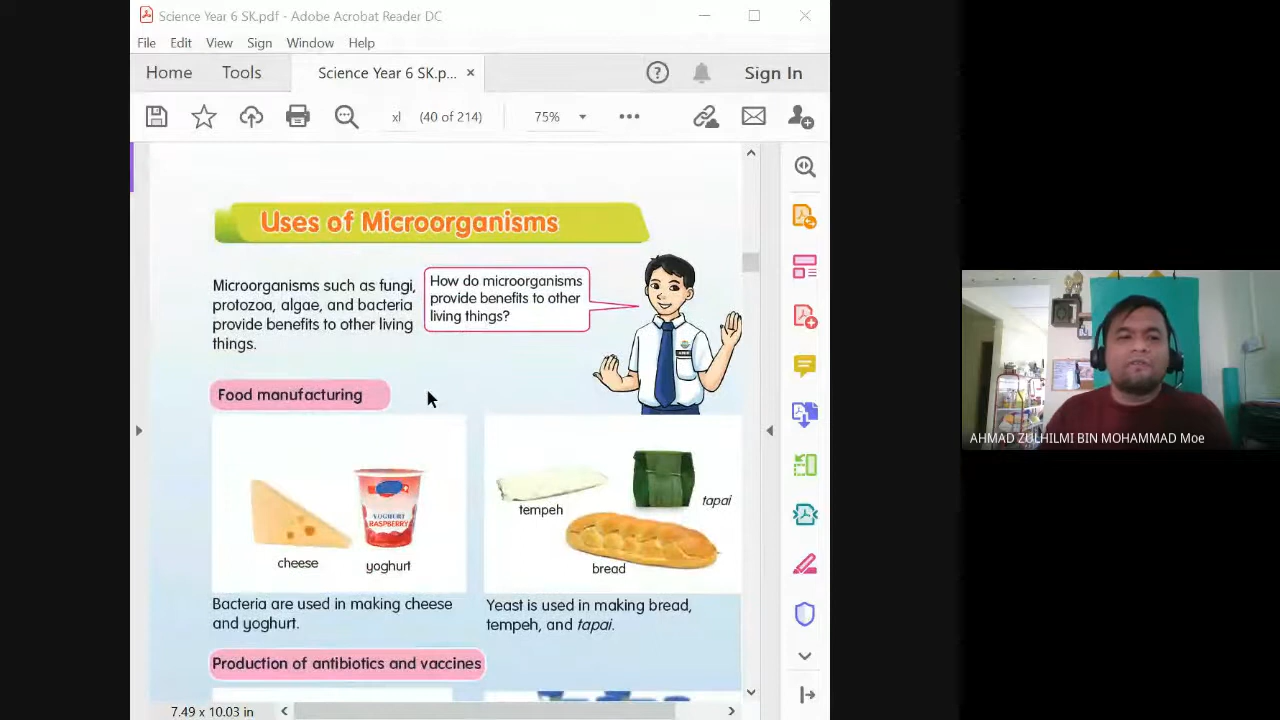 Science Year 6 SK.pdf - Adobe Acrobat Reader DC
File Edit View Sign Window Help
Home Tools Science Year 6 SK.p... × Sign In
xl (40 of 214) 75%
Uses of Microorganisms
Microorganisms such as fungi,
protozoa, algae, and bacteria
provide benefits to other living
things.
How do microorganisms
provide benefits to other
living things?
Food manufacturing
YOGHURT
RASPBERRY
cheese
yoghurt
tempeh
tapai
bread
Bacteria are used in making cheese
and yoghurt.
Yeast is used in making bread,
tempeh, and tapai.
Production of antibiotics and vaccines
7.49 x 10.03 in
AHMAD ZULHILMI BIN MOHAMMAD Moe